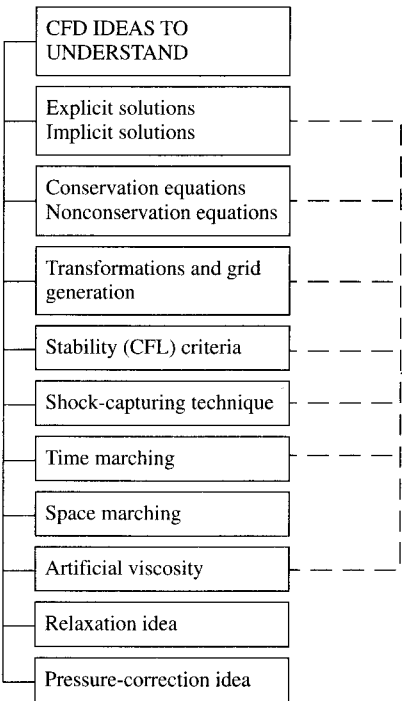 CFD IDEAS TO
UNDERSTAND
Explicit solutions
Implicit solutions
Conservation equations
Nonconservation equations
Transformations and grid
generation
Stability (CFL) criteria
Shock-capturing technique
Time marching
Space marching
Artificial viscosity
Relaxation idea
Pressure-correction idea